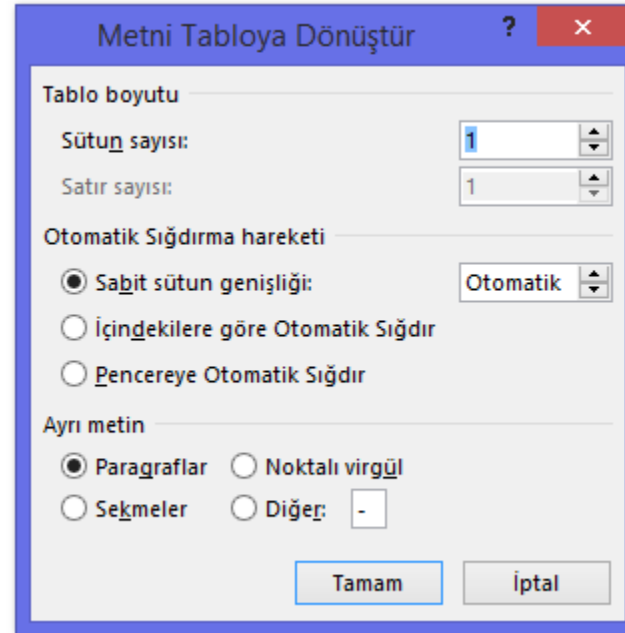 Metni Tabloya Dönüştür ? ×
Tablo boyutu
Sütun sayısı: 1
Satır sayısı: 1
Otomatik Sığdırma hareketi
Sabit sütun genişliği: Otomatik
İçindekilere göre Otomatik Sığdır
Pencereye Otomatik Sığdır
Ayrı metin
Paragraflar Noktalı virgül
Sekmeler Diğer: -
Tamam İptal